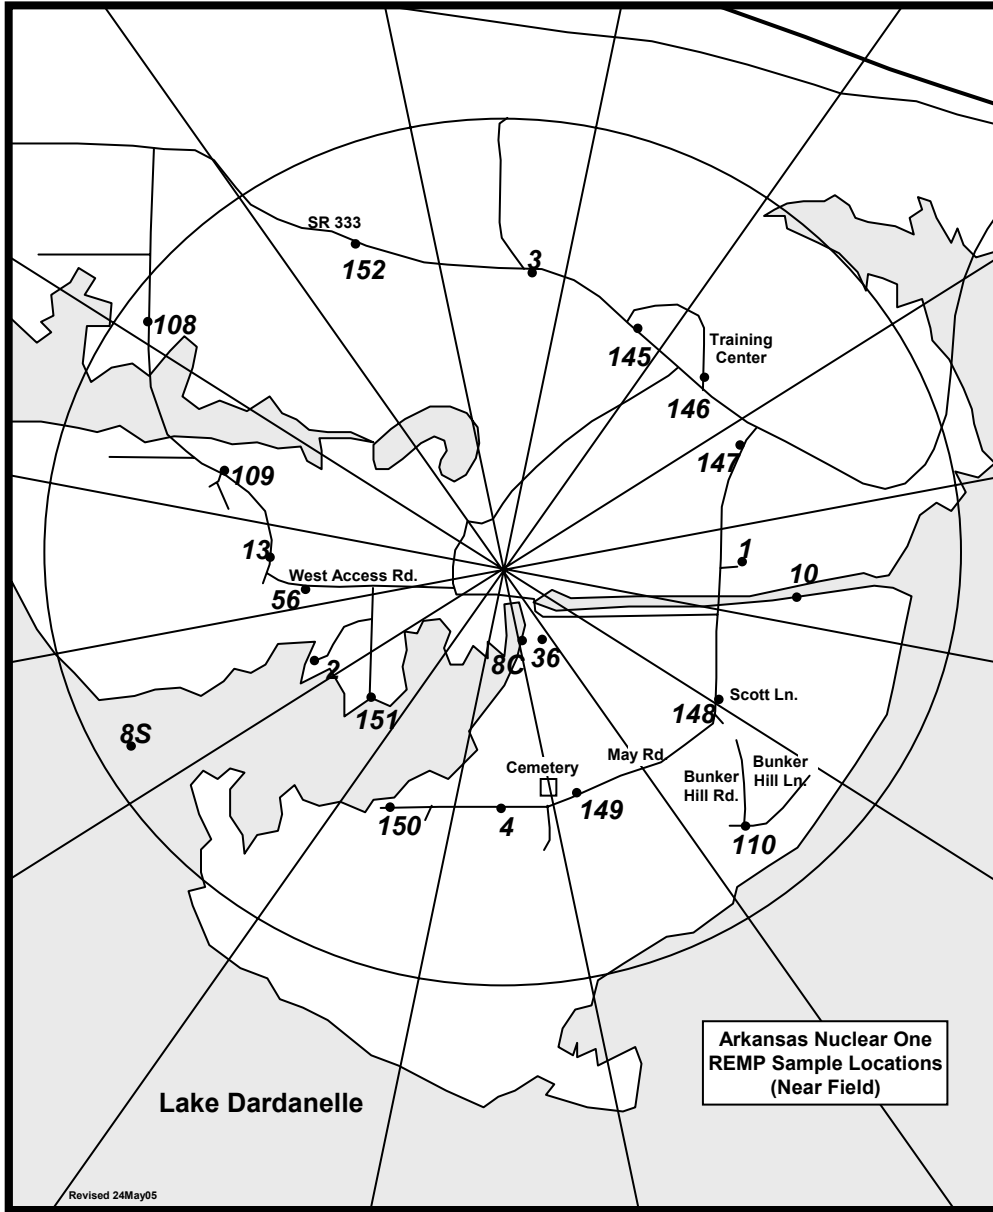 SR 333
152
3
108
145
Training
Center
146
147
109
13
1
West Access Rd.
56
10
8C
36
2
151
148
Scott Ln.
8S
May Rd
Cemetery
Bunker
Hill Ln.
Bunker
Hill Rd.
149
150
4
110
Arkansas Nuclear One
REMP Sample Locations
(Near Field)
Lake Dardanelle
Revised 24May05